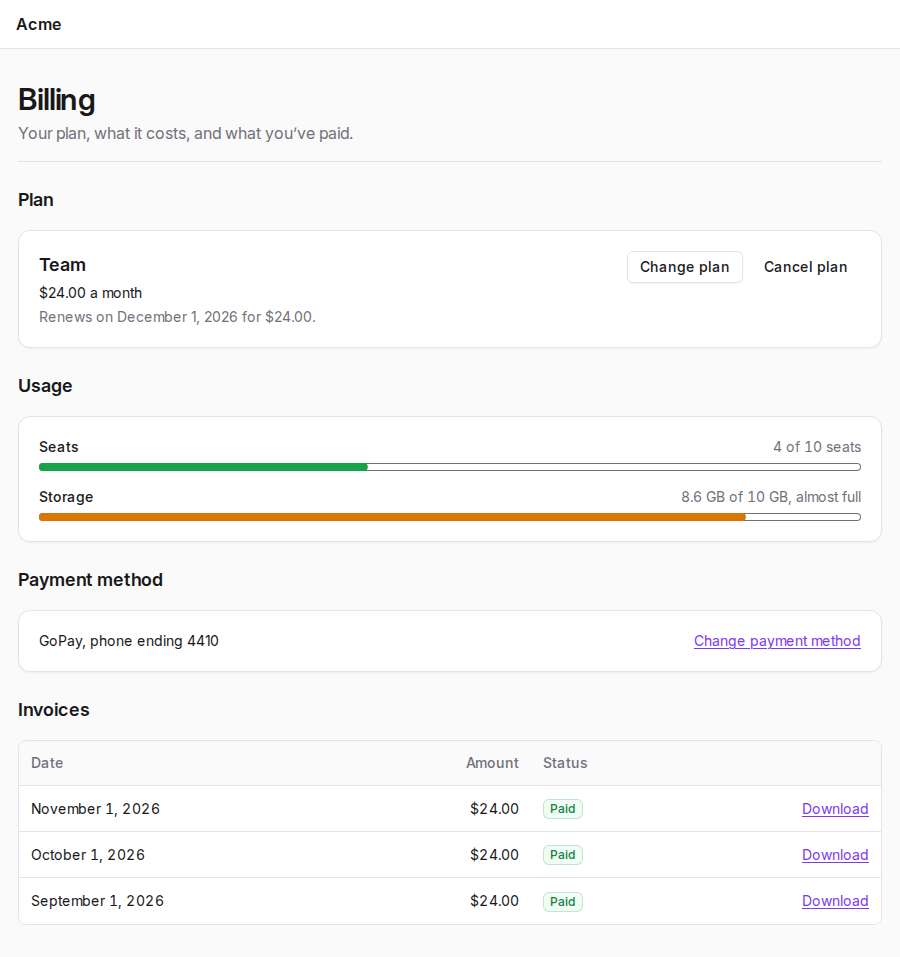 Acme
Billing
Your plan, what it costs, and what you’ve paid.
Plan
Team
Change plan
Cancel plan
$24.00 a month
Renews on December 1, 2026 for $24.00.
Usage
Seats
4 of 10 seats
Storage
8.6 GB of 10 GB, almost full
Payment method
GoPay, phone ending 4410
Change payment method
Invoices
Date Amount Status
November 1, 2026 $24.00 Paid Download
October 1, 2026 $24.00 Paid Download
September 1, 2026 $24.00 Paid Download